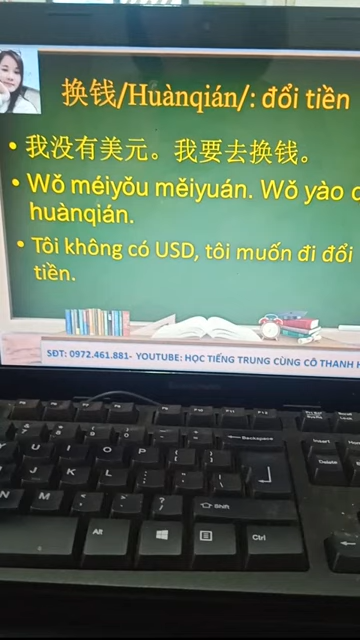 换钱/Huànqián/: đổi tiền
• 我没有美元。我要去换钱。
• Wǒ méiyǒu měiyuán. Wǒ yào
huànqián.
• Tôi không có USD, tôi muốn đi đổi
tiền.
SĐT: 0972.461.881- YOUTUBE: HỌC TIẾNG TRUNG CÙNG CÔ THANH
Backspace
Insert
Y U I O P
Delete
J K L
Shift
N M
Alt
Ctrl